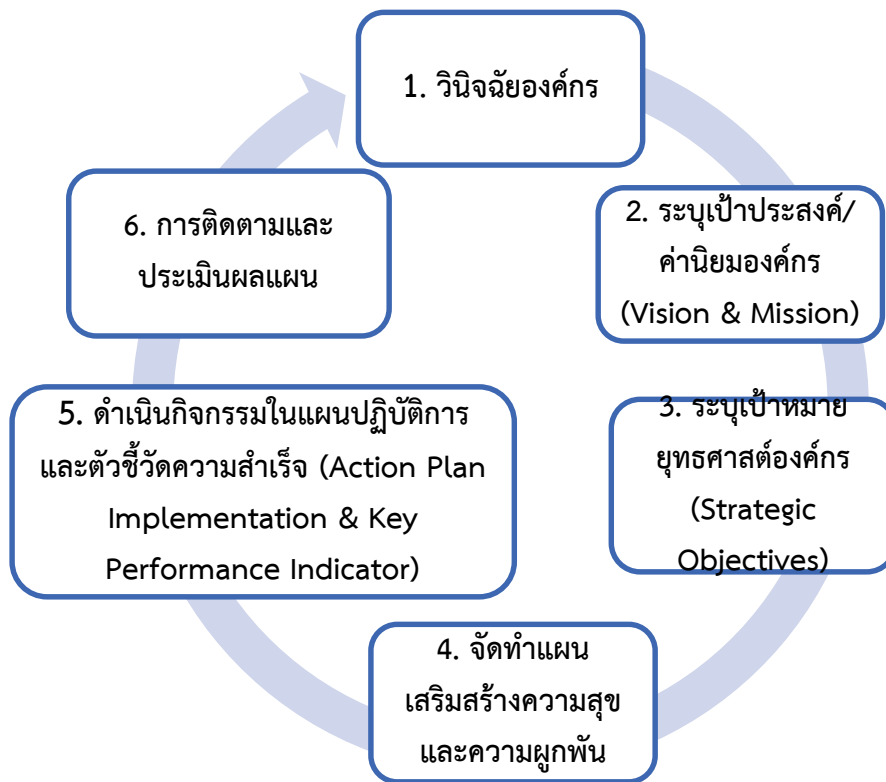 1. วินิจฉัยองค์กร
2. ระบุเป้าประสงค์/
ค่านิยมองค์กร
(Vision & Mission)
3. ระบุเป้าหมาย
ยุทธศาสต์องค์กร
(Strategic
Objectives)
4. จัดทำแผน
เสริมสร้างความสุข
และความผูกพัน
5. ดำเนินกิจกรรมในแผนปฏิบัติการ
และตัวชี้วัดความสำเร็จ (Action Plan
Implementation & Key
Performance Indicator)
6. การติดตามและ
ประเมินผลแผน